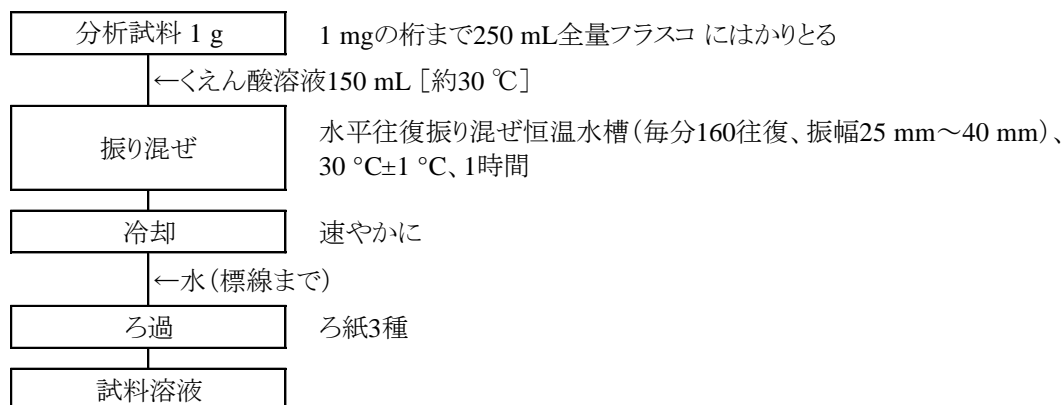 分析試料 1 g
1 mgの桁まで250 mL全量フラスコ にはかりとる
←くえん酸溶液150 mL [約30 ℃]
振り混ぜ
水平往復振り混ぜ恒温水槽(毎分160往復、振幅25 mm~40 mm)、
30 °C±1 °C、1時間
冷却
速やかに
←水(標線まで)
ろ過
ろ紙3種
試料溶液